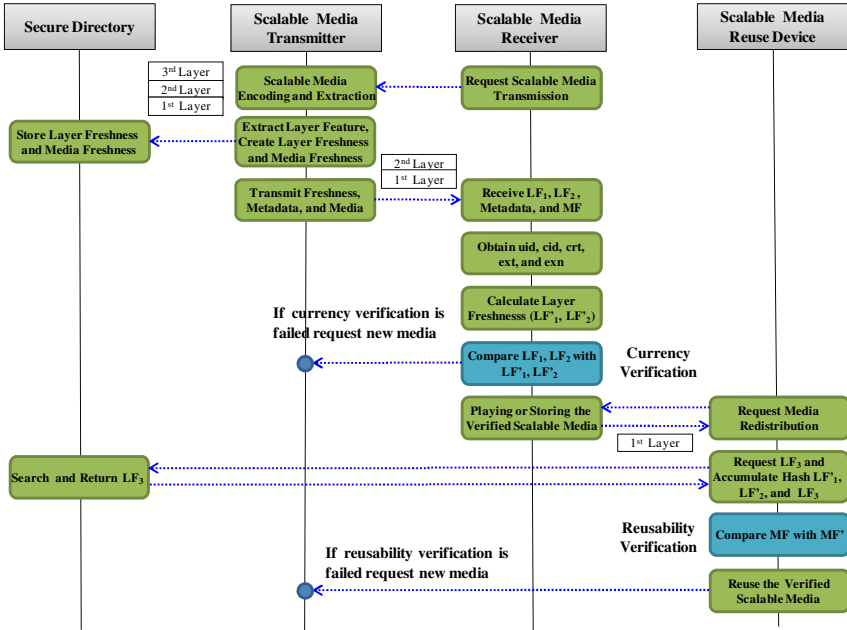 Secure Directory
Scalable Media
Transmitter
Scalable Media
Receiver
Scalable Media
Reuse Device
3rd Layer
2nd Layer
1st Layer
Scalable Media
Encoding and Extraction
Request Scalable Media
Transmission
Store Layer Freshness
and Media Freshness
Extract Layer Feature,
Create Layer Freshness
and Media Freshness
2nd Layer
1st Layer
Transmit Freshness,
Metadata, and Media
Receive LF1, LF2 ,
Metadata, and MF
Obtain uid, cid, crt,
ext, and exn
If currency verification is
failed request new media
Calculate Layer
Freshnesss (LF'1, LF'2)
Compare LF1, LF2 with
LF'1, LF'2
Currency
Verification
Playing or Storing the
Verified Scalable Media
Request Media
Redistribution
1st Layer
Search and Return LF3
Request LF3 and
Accumulate Hash LF'1,
LF'2, and LF3
Reusability
Verification
Compare MF with MF'
If reusability verification is
failed request new media
Reuse the Verified
Scalable Media